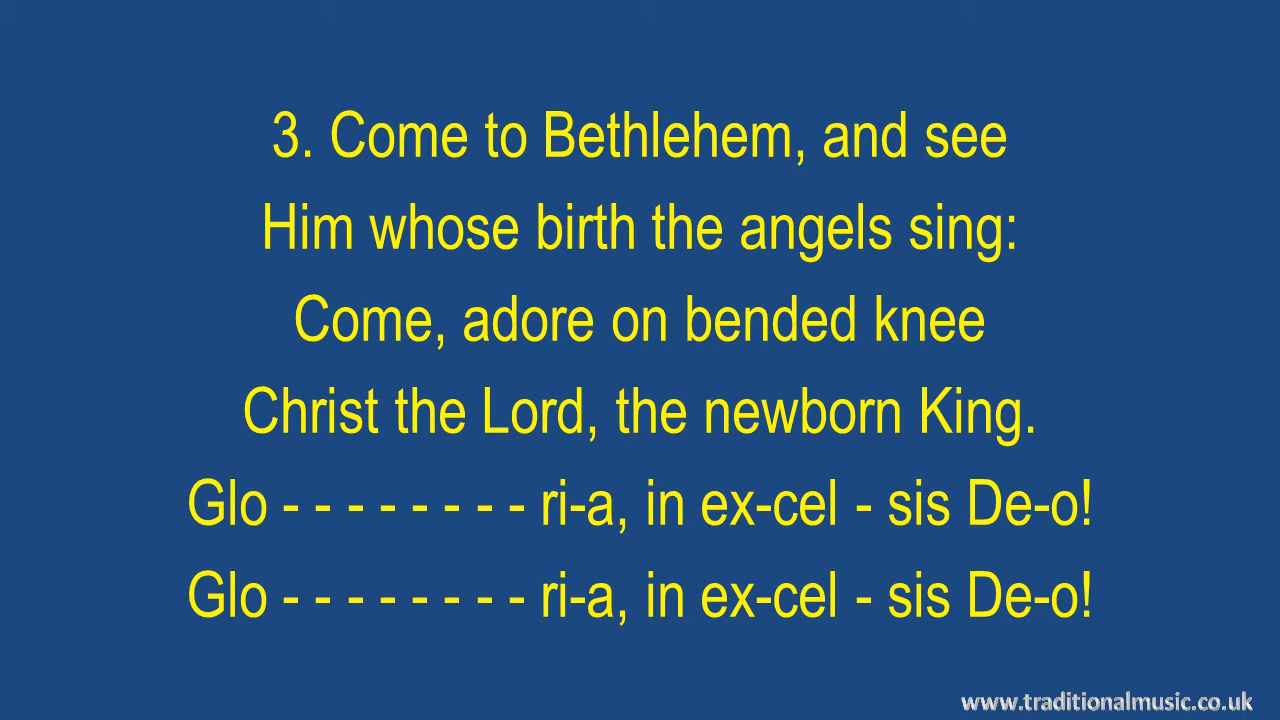 3. Come to Bethlehem, and see
Him whose birth the angels sing:
Come, adore on bended knee
Christ the Lord, the newborn King.
Glo - - - - - - - - ri-a, in ex-cel - sis De-o!
Glo - - - - - - - - ri-a, in ex-cel - sis De-o!
www.traditionalmusic.co.uk